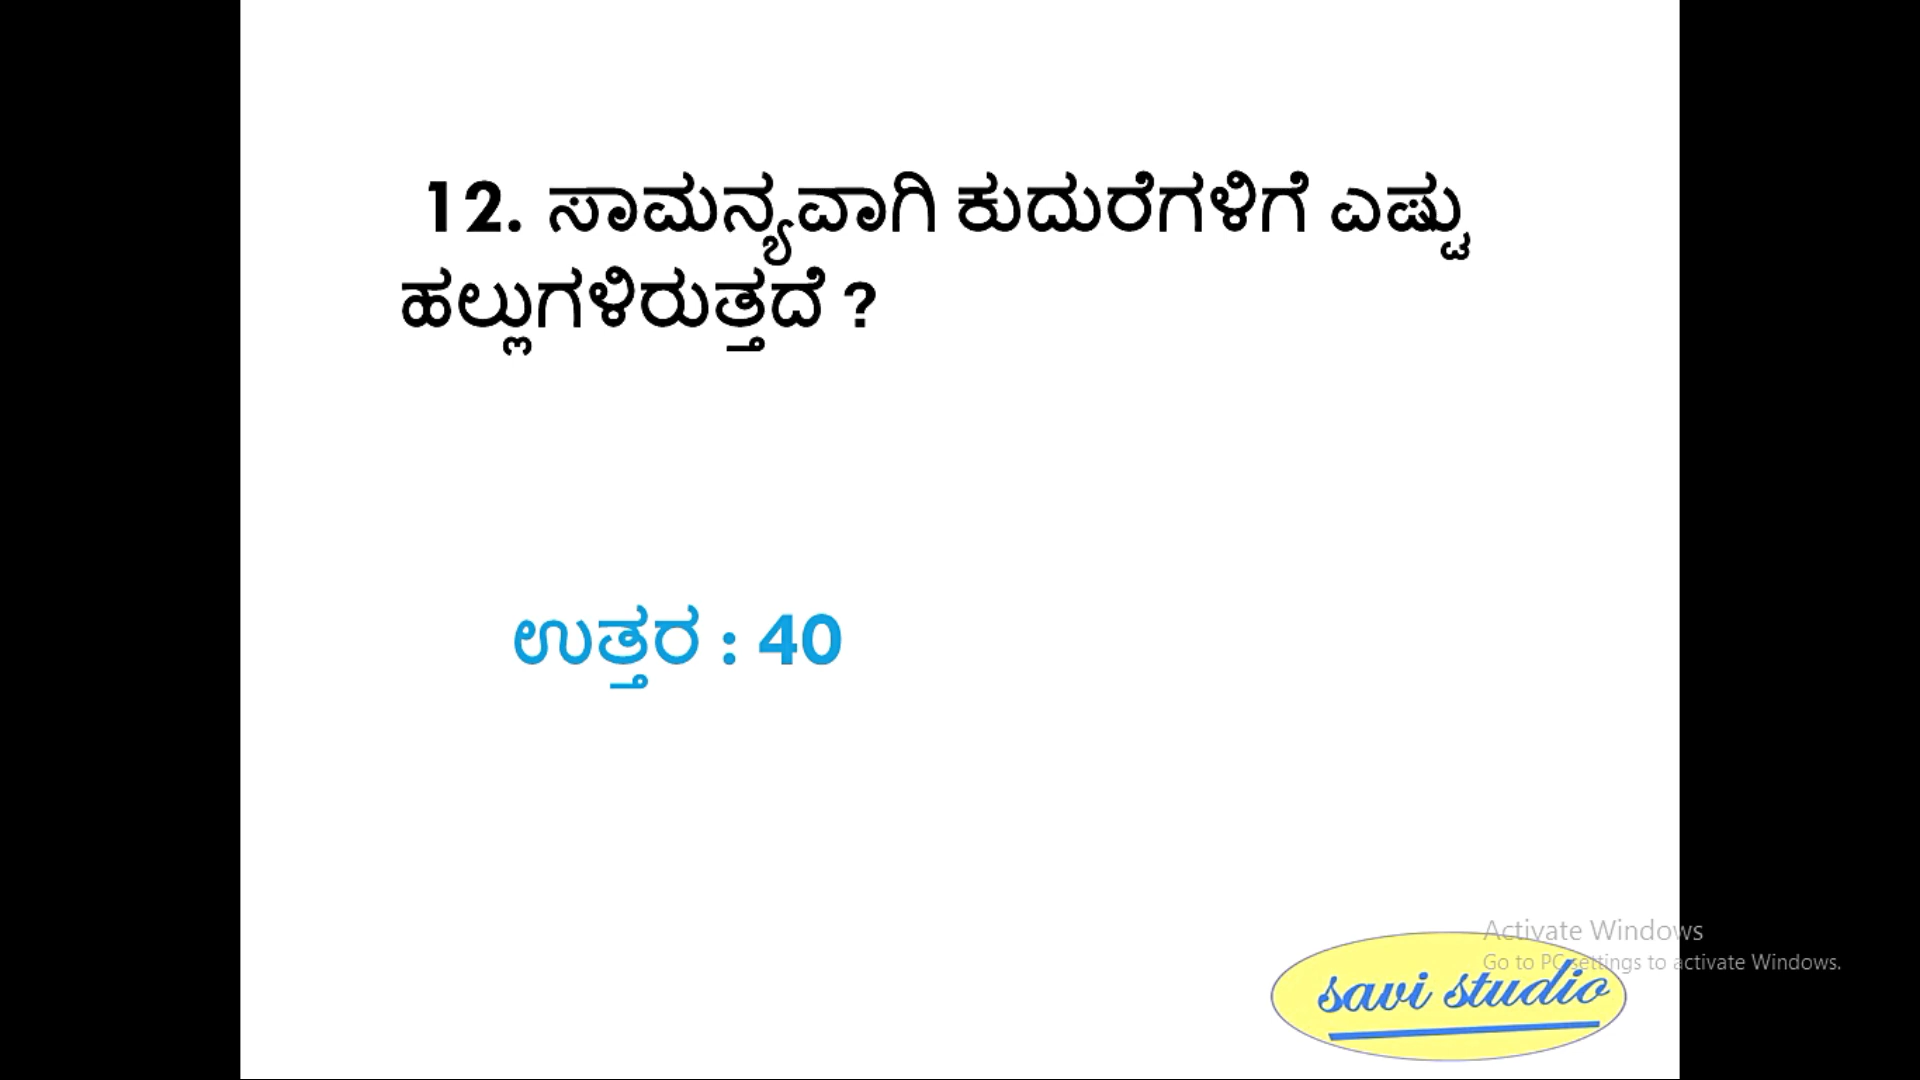 12. ಸಾಮನ್ಯವಾಗಿ ಕುದುರೆಗಳಿಗೆ ಎಷ್ಟು
ಹಲ್ಲುಗಳಿರುತ್ತದೆ ?
ಉತ್ತರ : 40
Activate Windows
Go to PC settings to activate Windows.
savi studio